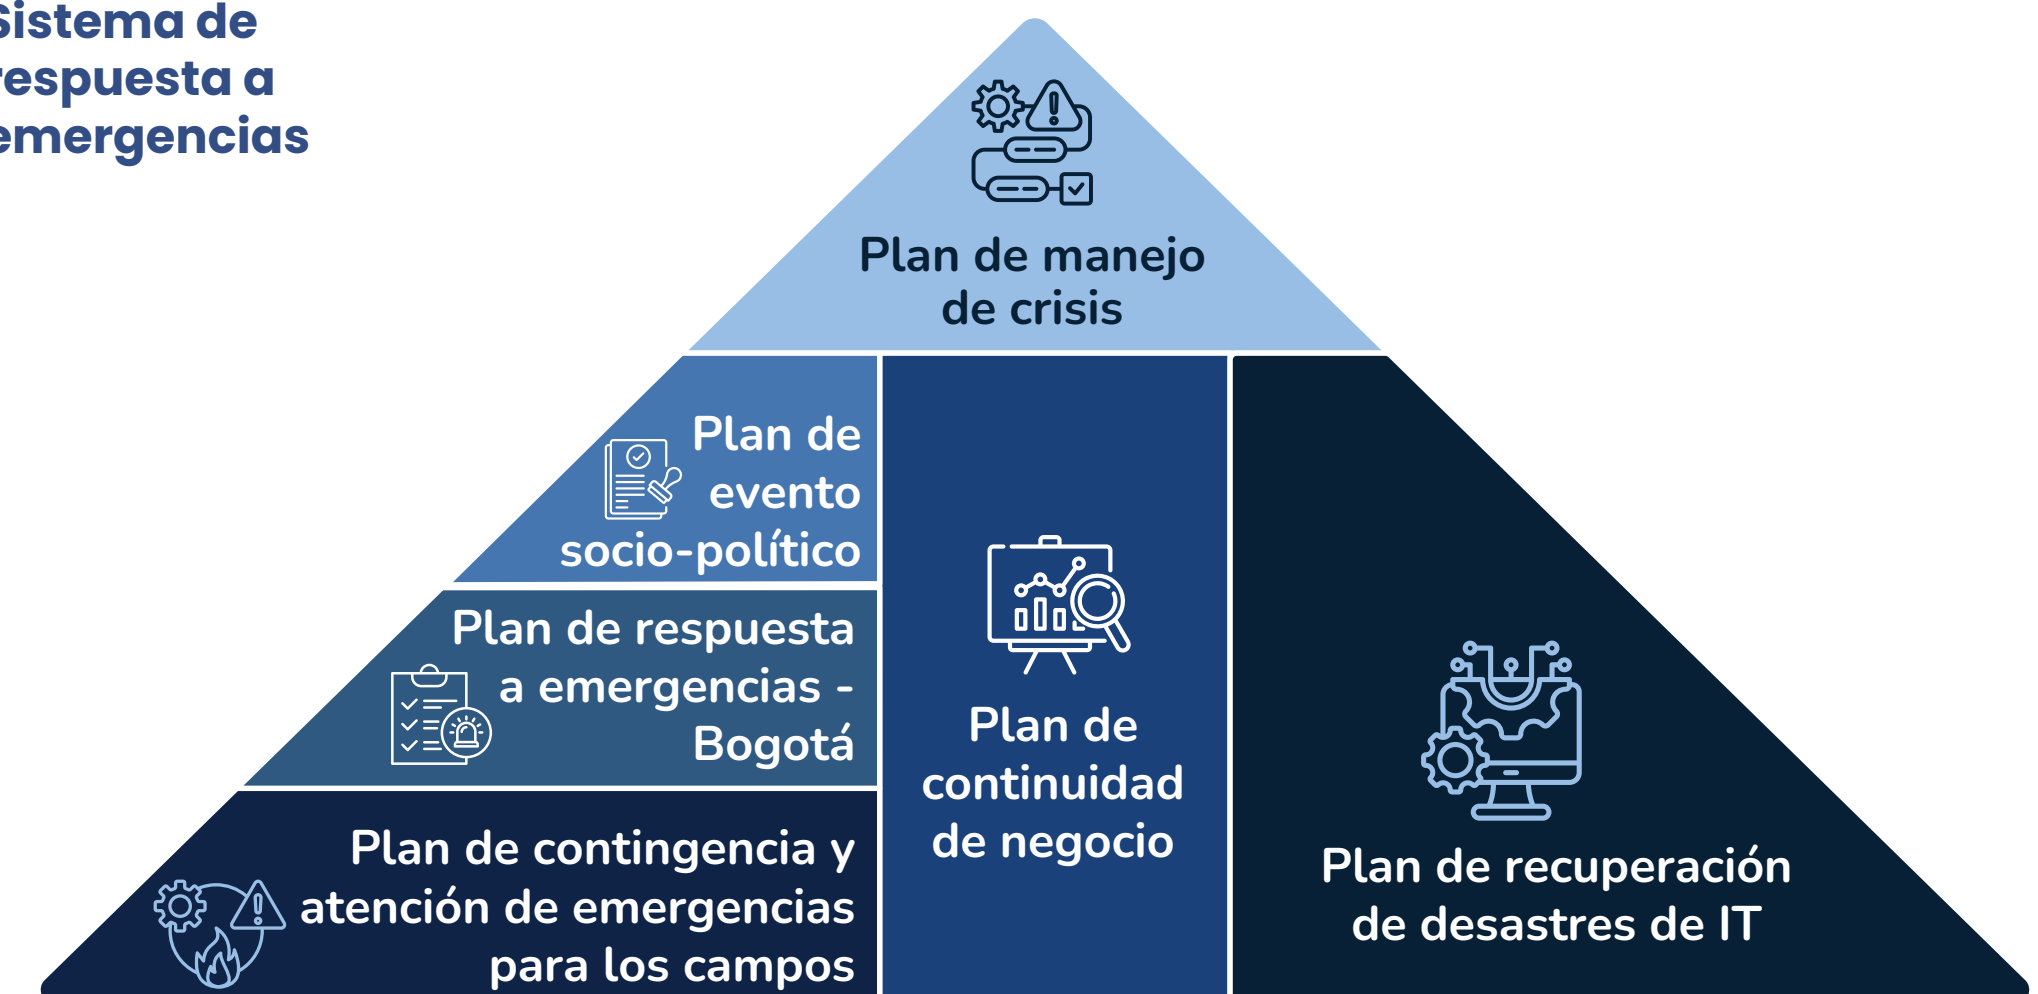 Sistema de
respuesta a
emergencias
Plan de manejo
de crisis
Plan de
evento
socio-político
Plan de respuesta
a emergencias -
Bogotá
Plan de contingencia y
atención de emergencias
para los campos
Plan de
continuidad
de negocio
Plan de recuperación
de desastres de IT